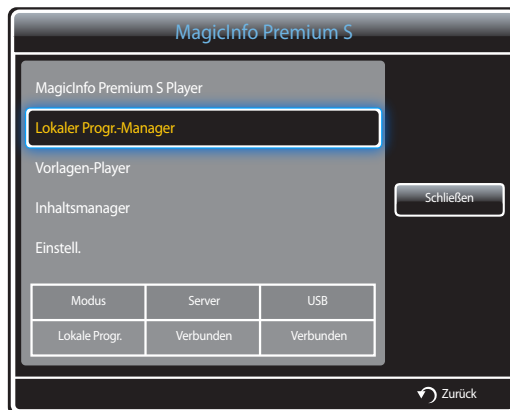 MagicInfo Premium S
MagicInfo Premium S Player
Lokaler Progr.-Manager
Vorlagen-Player
Inhaltsmanager
Schließen
Einstell.
Modus Server USB
Lokale Progr. Verbunden Verbunden
Zurück